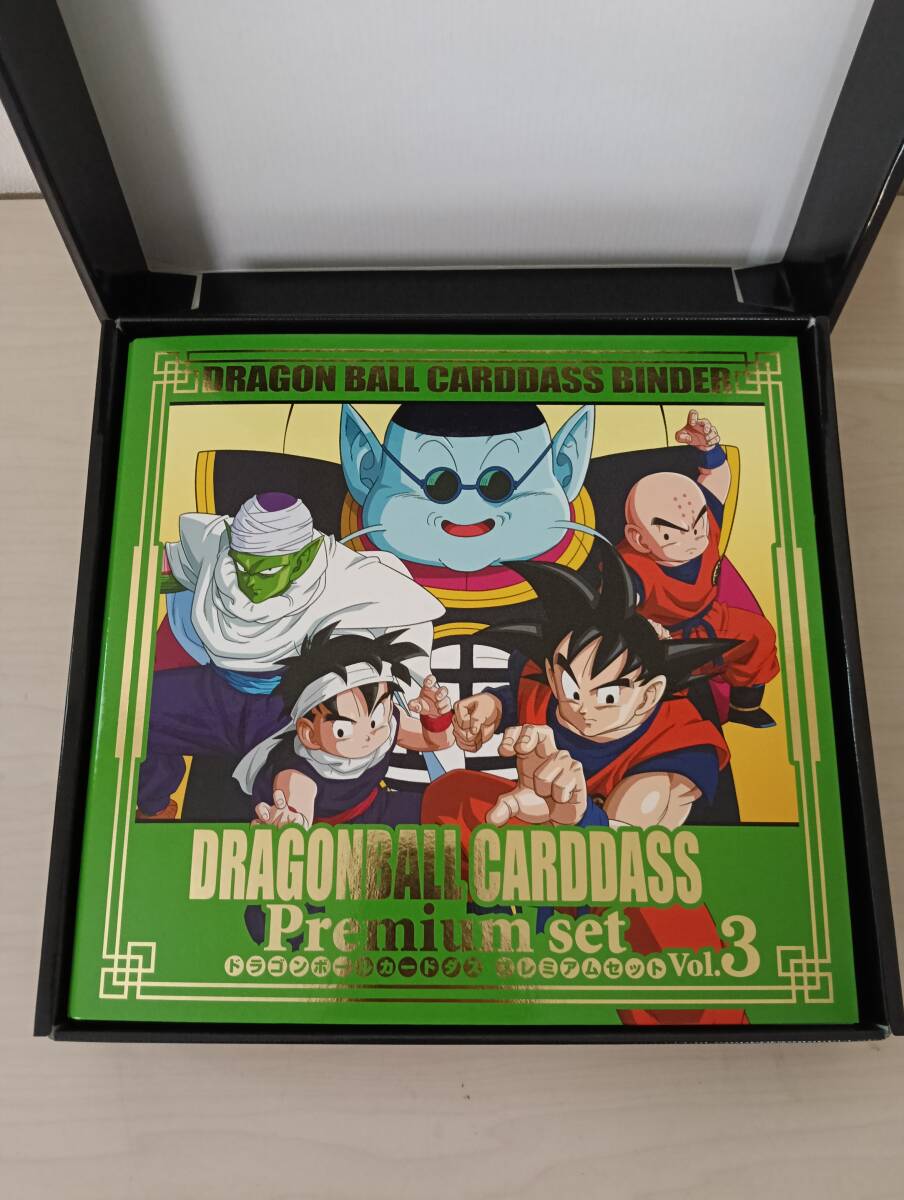 DRAGON BALL CARDDASS BINDER
DRAGONBALL CARDDASS
Premium set
ドラゴンボールカードダス プレミアムセット Vol.3